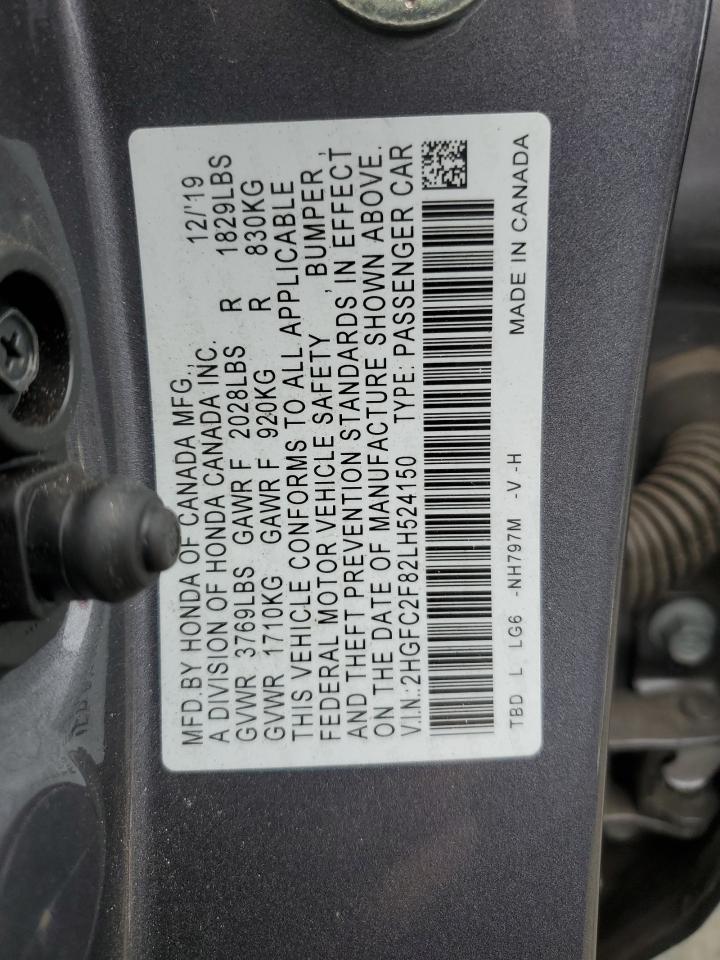 MFD.BY HONDA OF CANADA MFG., 12/'19
A DIVISION OF HONDA CANADA INC.
GVWR 3769LBS GAWR F 2028LBS R 1829LBS
GVWR 1710KG GAWR F 920KG R 830KG
THIS VEHICLE CONFORMS TO ALL APPLICABLE
FEDERAL MOTOR VEHICLE SAFETY , BUMPER ,
AND THEFT PREVENTION STANDARDS IN EFFECT
ON THE DATE OF MANUFACTURE SHOWN ABOVE.
V.I.N.:2HGFC2F82LH524150 TYPE: PASSENGER CAR
TBD L LG6 -NH797M -V -H MADE IN CANADA